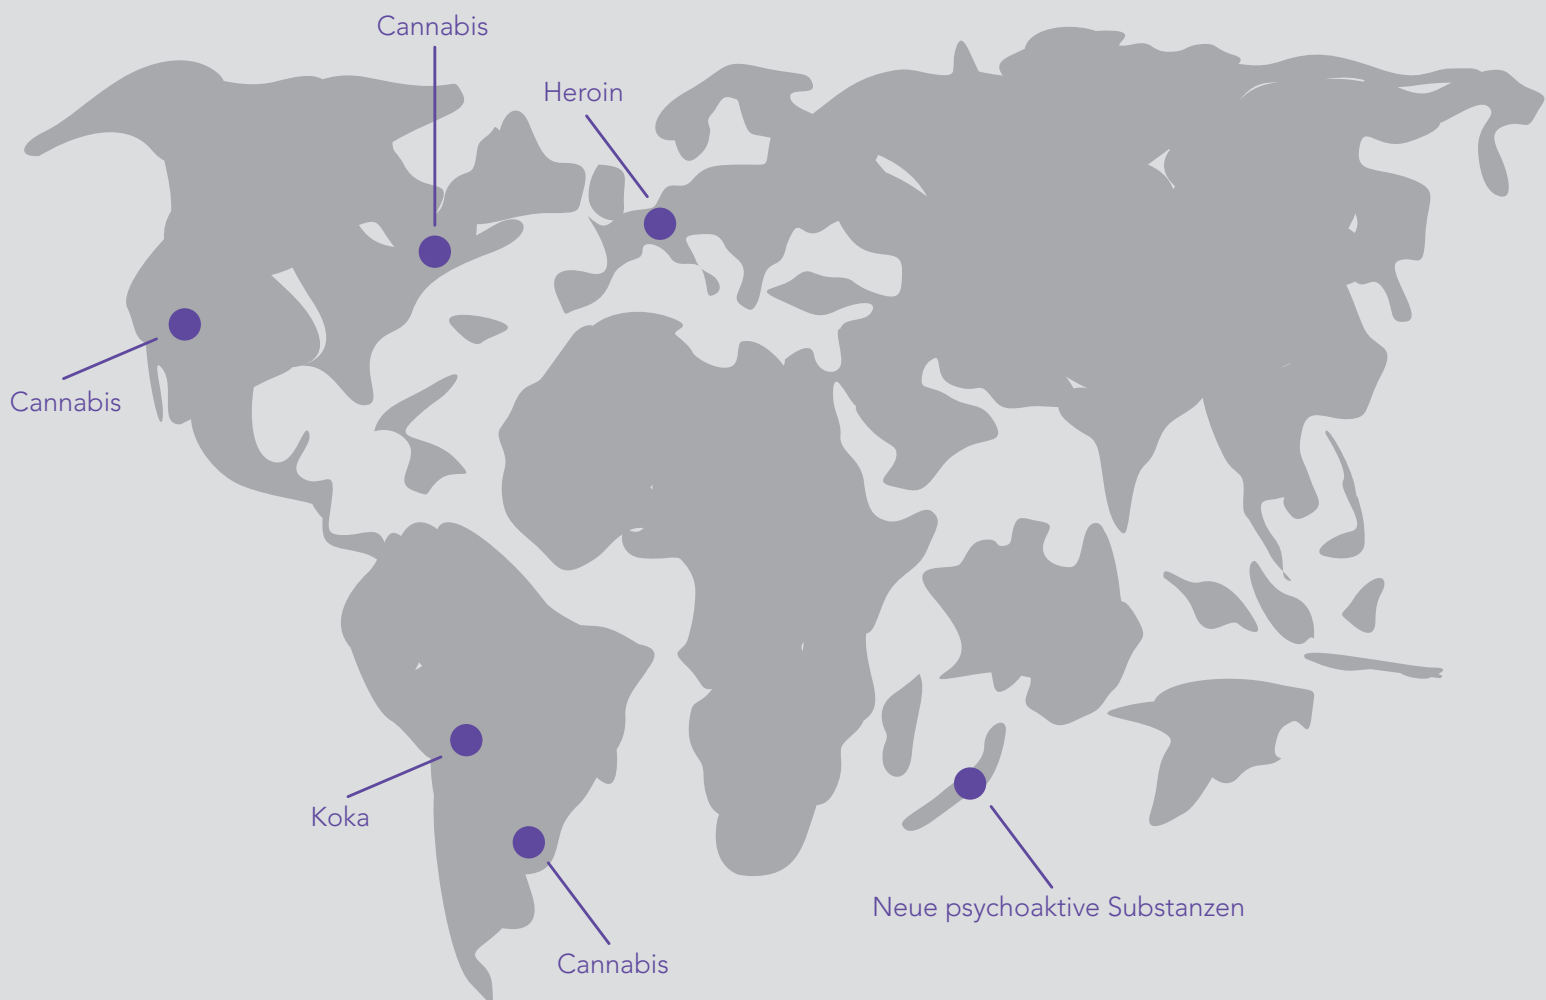 Cannabis
Heroin
Cannabis
Koka
Neue psychoaktive Substanzen
Cannabis